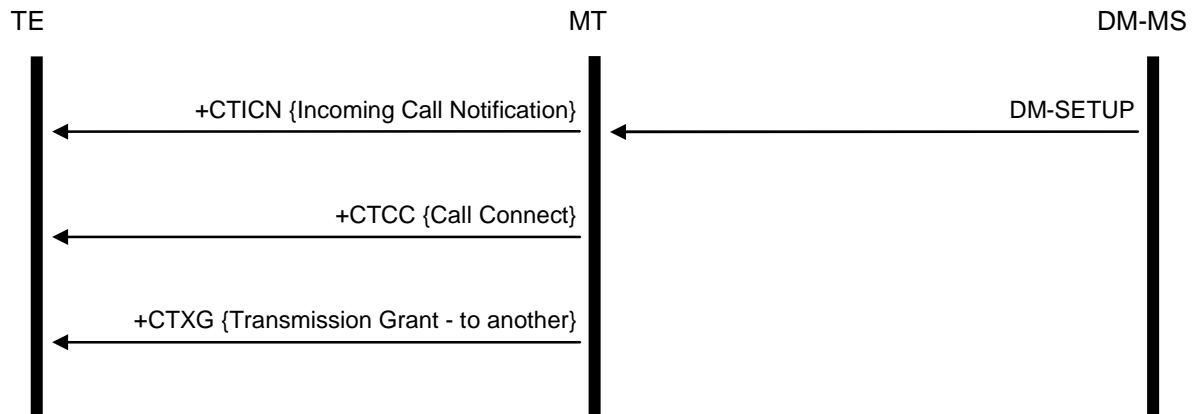 TE
MT
DM-MS
+CTICN {Incoming Call Notification}
DM-SETUP
+CTCC {Call Connect}
+CTXG {Transmission Grant - to another}